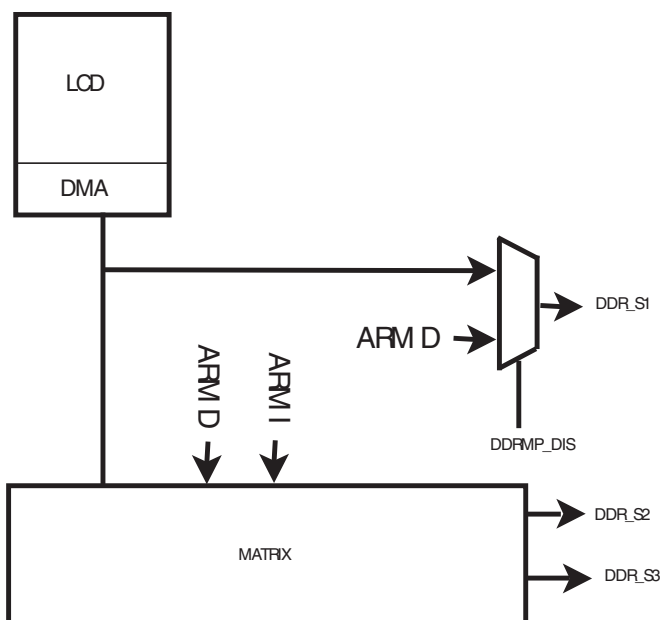 LCD
DMA
DDR_S1
ARM D
ARM D
ARM I
DDRMP_DIS
DDR_S2
MATRIX
DDR_S3